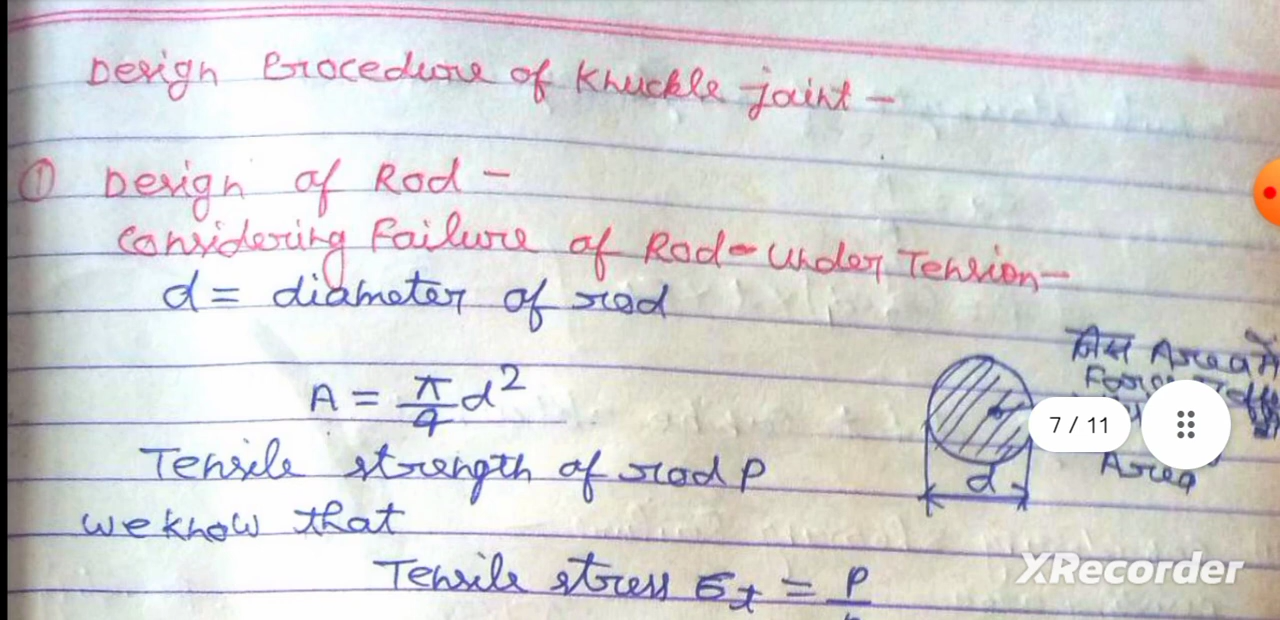 Design Procedure of Knuckle joint -
① Design of Rod -
Considering Failure of Rod - Under Tension -
d = diameter of rod
जिस Area में
A = π/4 d²
7 / 11
Area
Tensile strength of rod P
d
we know that
Tensile stress σt = P
XRecorder